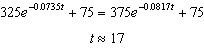 325e^{-0.0735t} + 75 = 375e^{-0.0817t} + 75
t ≈ 17